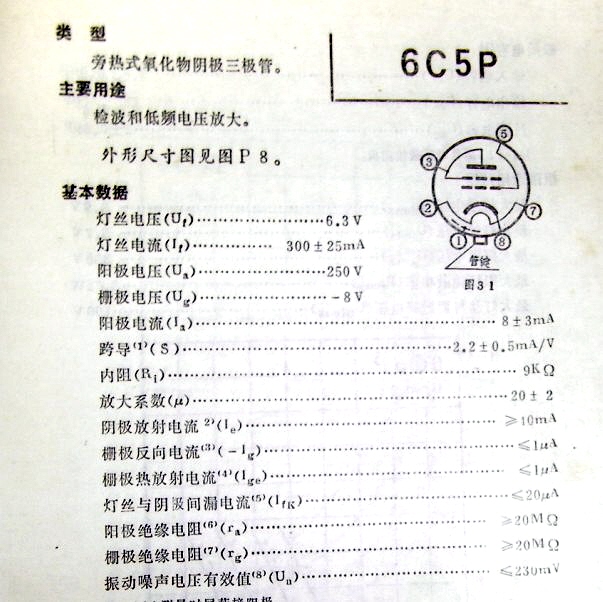 类 型
6C5P
旁热式氧化物阴极三极管。
主要用途
检波和低频电压放大。
外形尺寸图见图P8。
基本数据
灯丝电压(Uf)……………………6.3V
灯丝电流(If)…………… 300±25mA
阳极电压(Ua)……………………250V
栅极电压(Ug)…………………… -8V
阳极电流(Ia)……………………8±3mA
跨导(1)(S)……………………2.2±0.5mA/V
内阻(Ri)……………………9KΩ
放大系数(μ)……………………20±2
阴极放射电流2)(Ie)……………………≥10mA
栅极反向电流(3)(-Ig)……………………≤1μA
栅极热放射电流(4)(Ige)……………………≤1μA
灯丝与阴极间漏电流(5)(IfK)……………………≤20μA
阳极绝缘电阻(6)(ra)……………………≥20MΩ
栅极绝缘电阻(7)(rg)……………………≥20MΩ
振动噪声电压有效值(8)(Un)……………………≤230mV
5
3
2
7
1
8
管键
图31